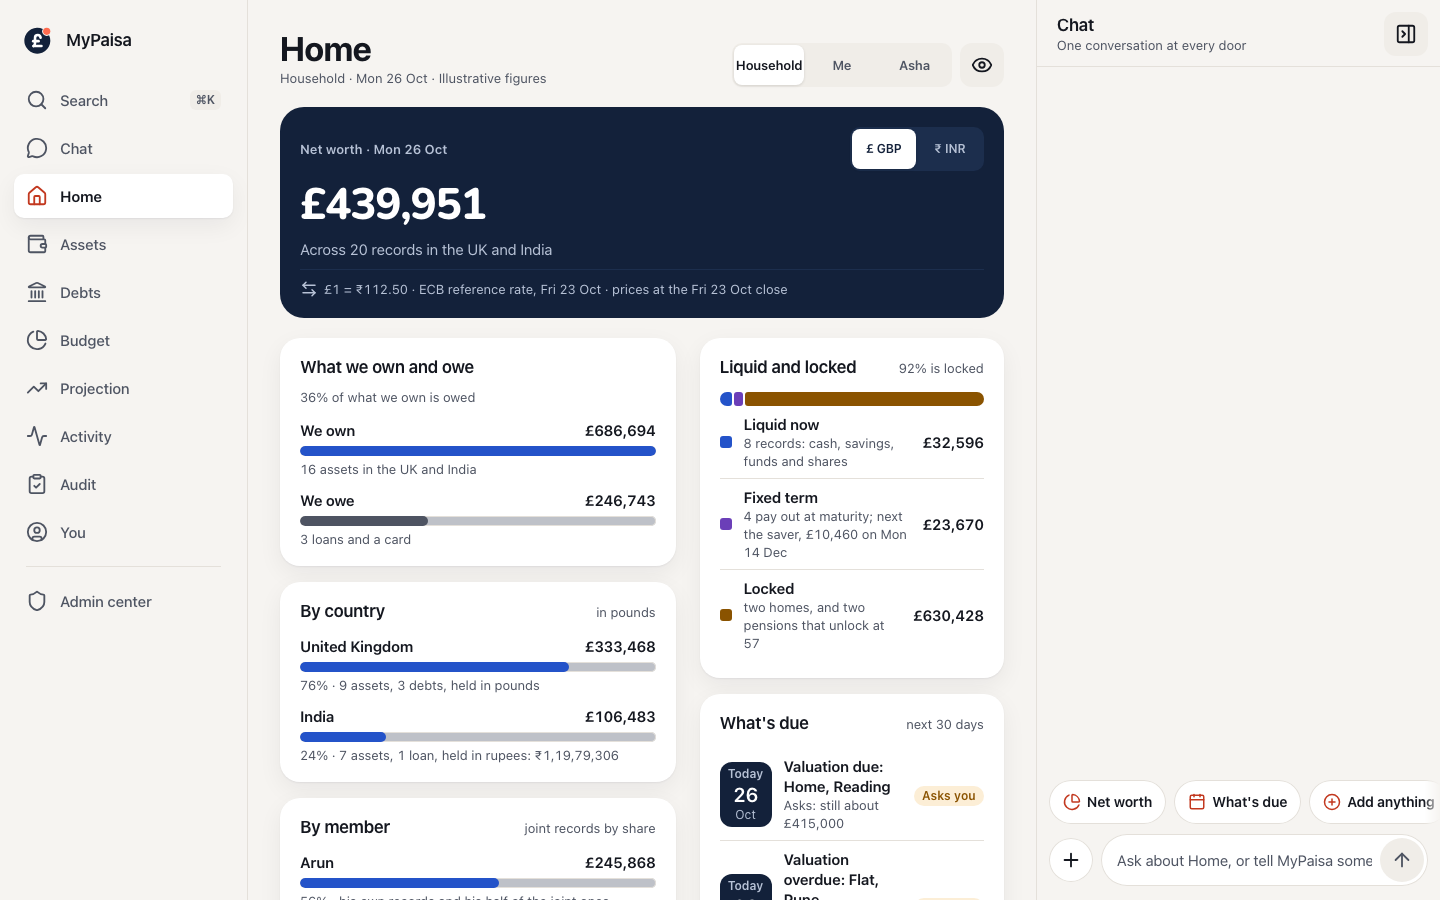 MyPaisa
Search ⌘K
Chat
Home
Assets
Debts
Budget
Projection
Activity
Audit
You
Admin center
Home
Household · Mon 26 Oct · Illustrative figures
Household Me Asha
Net worth · Mon 26 Oct
£ GBP ₹ INR
£439,951
Across 20 records in the UK and India
£1 = ₹112.50 · ECB reference rate, Fri 23 Oct · prices at the Fri 23 Oct close
What we own and owe
36% of what we own is owed
We own £686,694
16 assets in the UK and India
We owe £246,743
3 loans and a card
By country in pounds
United Kingdom £333,468
76% · 9 assets, 3 debts, held in pounds
India £106,483
24% · 7 assets, 1 loan, held in rupees: ₹1,19,79,306
By member joint records by share
Arun £245,868
56% · his own records and his half of the joint ones
Liquid and locked 92% is locked
Liquid now
8 records: cash, savings,
funds and shares
£32,596
Fixed term
4 pay out at maturity; next
the saver, £10,460 on Mon
14 Dec
£23,670
Locked
two homes, and two
pensions that unlock at
57
£630,428
What's due next 30 days
Today
26
Oct
Valuation due:
Home, Reading
Asks: still about
£415,000
Asks you
Today
Valuation
overdue: Flat,
Pune
Chat
One conversation at every door
Net worth What's due Add anything
Ask about Home, or tell MyPaisa some